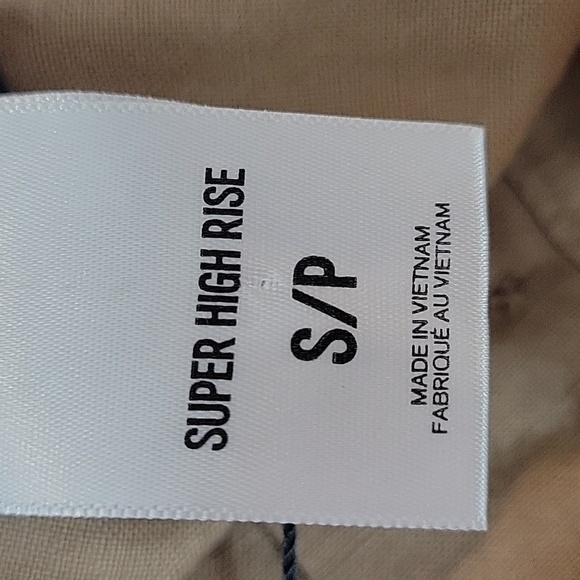 SUPER HIGH RISE
S/P
MADE IN VIETNAM
FABRIQUÉ AU VIETNAM